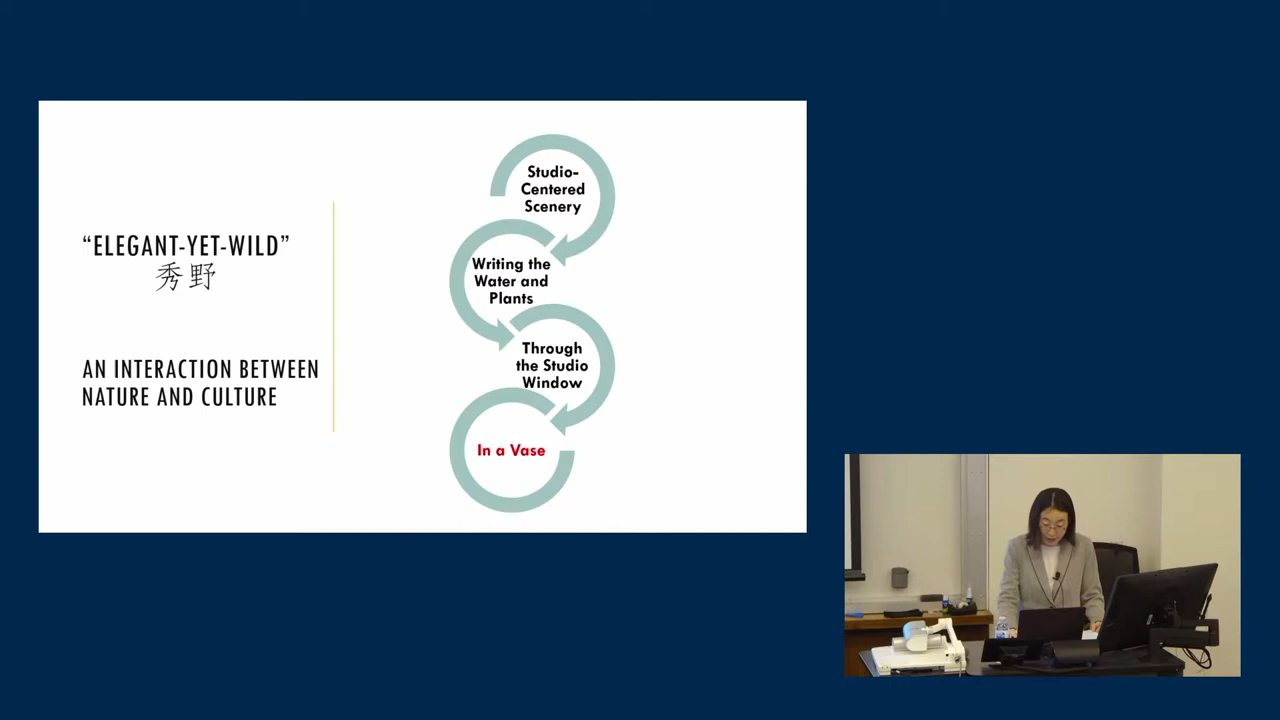 “ELEGANT-YET-WILD”
秀野
AN INTERACTION BETWEEN
NATURE AND CULTURE
Studio-
Centered
Scenery
Writing the
Water and
Plants
Through
the Studio
Window
In a Vase